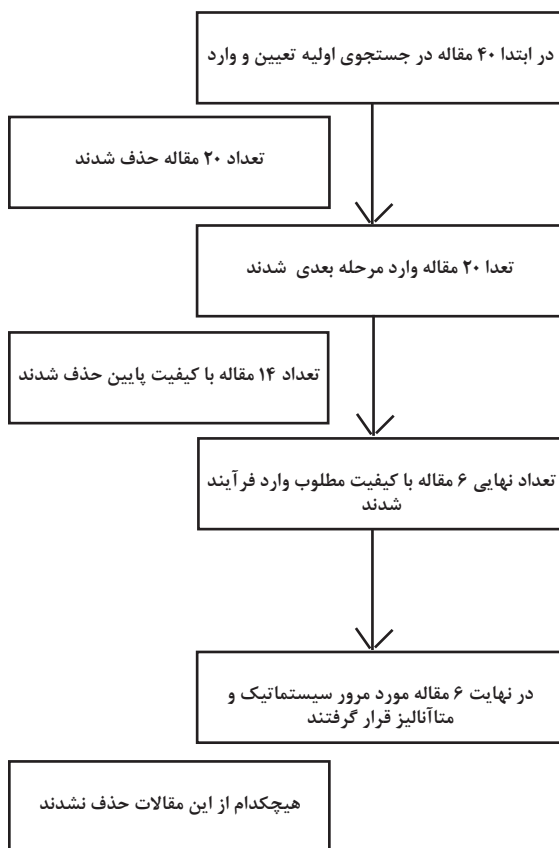 در ابتدا ۴۰ مقاله در جستجوی اولیه تعیین و وارد
تعداد ۲۰ مقاله حذف شدند
تعدا ۲۰ مقاله وارد مرحله بعدی شدند
تعداد ۱۴ مقاله با کیفیت پایین حذف شدند
تعداد نهایی ۶ مقاله با کیفیت مطلوب وارد فرآیند
شدند
در نهایت ۶ مقاله مورد مرور سیستماتیک و
متاآنالیز قرار گرفتند
هیچکدام از این مقالات حذف نشدند